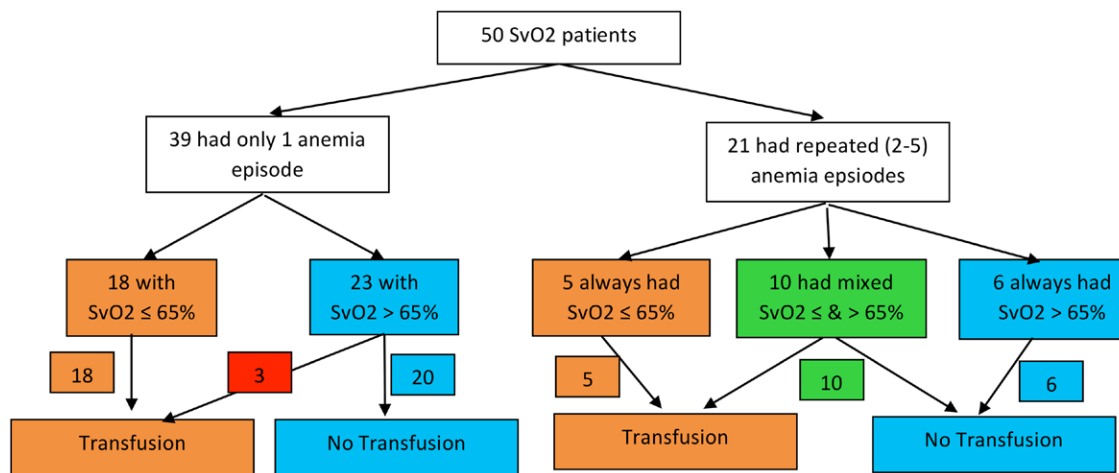 50 SvO2 patients
39 had only 1 anemia
episode
21 had repeated (2-5)
anemia epsiodes
18 with
SvO2 ≤ 65%
23 with
SvO2 > 65%
5 always had
SvO2 ≤ 65%
10 had mixed
SvO2 ≤ & > 65%
6 always had
SvO2 > 65%
18
3
20
5
10
6
Transfusion
No Transfusion
Transfusion
No Transfusion